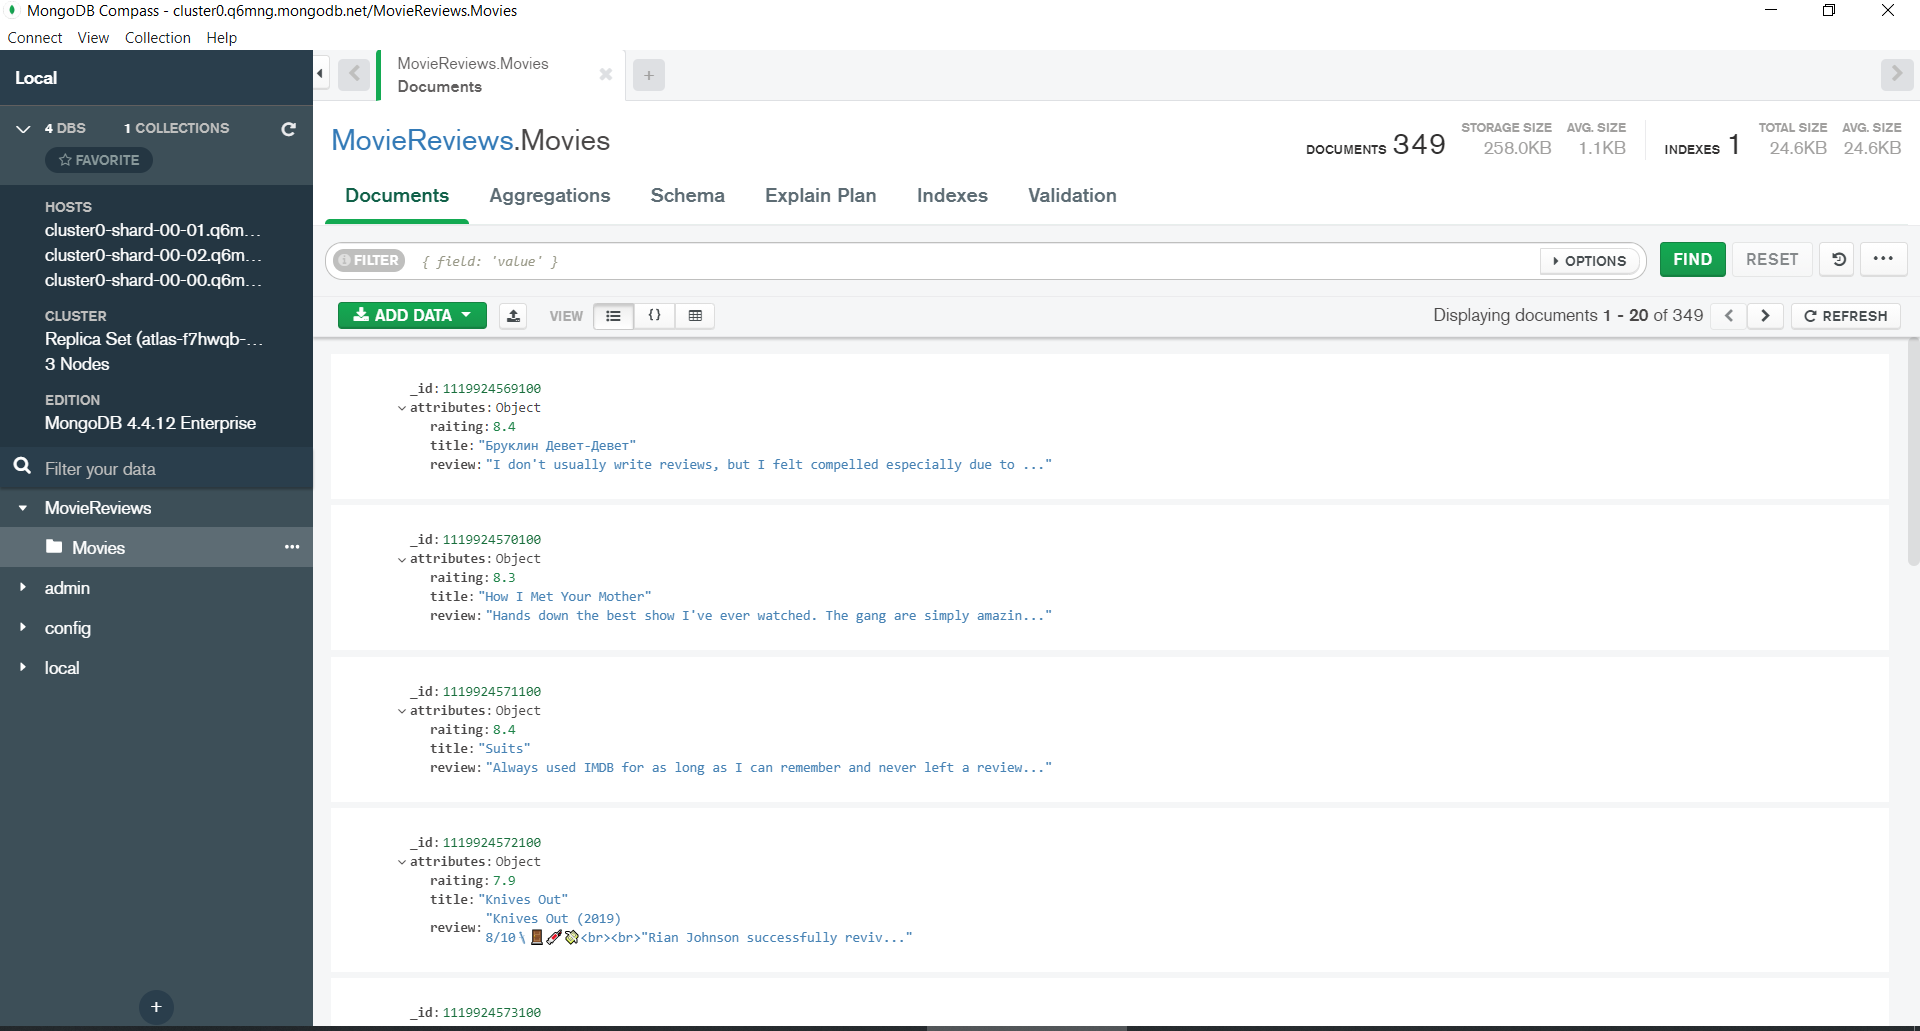 MongoDB Compass - cluster0.q6mng.mongodb.net/MovieReviews.Movies
Connect View Collection Help
Local
4 DBS 1 COLLECTIONS
FAVORITE
HOSTS
cluster0-shard-00-01.q6m...
cluster0-shard-00-02.q6m...
cluster0-shard-00-00.q6m...
CLUSTER
Replica Set (atlas-f7hwqb-...
3 Nodes
EDITION
MongoDB 4.4.12 Enterprise
Filter your data
MovieReviews
Movies
admin
config
local
MovieReviews.Movies
Documents
MovieReviews.Movies
DOCUMENTS 349
STORAGE SIZE
258.0KB
AVG. SIZE
1.1KB
INDEXES 1
TOTAL SIZE
24.6KB
AVG. SIZE
24.6KB
Documents Aggregations Schema Explain Plan Indexes Validation
FILTER { field: 'value' } OPTIONS FIND RESET
ADD DATA VIEW Displaying documents 1 - 20 of 349 REFRESH
_id: 1119924569100
attributes: Object
raiting: 8.4
title: "Бруклин Девет-Девет"
review: "I don't usually write reviews, but I felt compelled especially due to ..."
_id: 1119924570100
attributes: Object
raiting: 8.3
title: "How I Met Your Mother"
review: "Hands down the best show I've ever watched. The gang are simply amazin..."
_id: 1119924571100
attributes: Object
raiting: 8.4
title: "Suits"
review: "Always used IMDB for as long as I can remember and never left a review..."
_id: 1119924572100
attributes: Object
raiting: 7.9
title: "Knives Out"
review: "Knives Out (2019)
8/10\ <br><br>"Rian Johnson successfully reviv..."
_id: 1119924573100